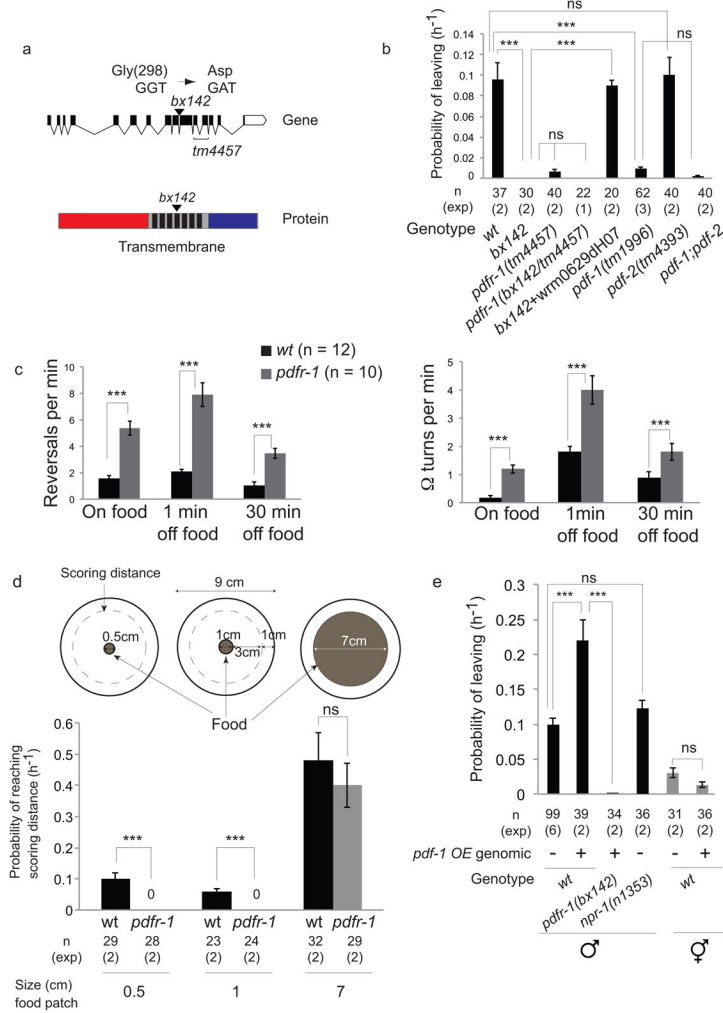 a
Gly(298) Asp
GGT GAT
bx142
Gene
tm4457
bx142
Protein
Transmembrane
b
Probability of leaving (h-1)
0.14
0.12
0.1
0.08
0.06
0.04
0.02
0
ns
***
*** ***
ns
ns
n 37 30 40 22 20 62 40 40
(exp) (2) (2) (2) (1) (2) (3) (2) (2)
Genotype
wt
bx142
pdfr-1(tm4457)
pdfr-1(bx142/tm4457)
bx142+wrm0629dH07
pdf-1(tm1996)
pdf-2(tm4393)
pdf-1;pdf-2
c
wt (n = 12)
pdfr-1 (n = 10)
Reversals per min
10
8
6
4
2
0
***
***
***
On food 1 min off food 30 min off food
Ω turns per min
5
4
3
2
1
0
***
***
***
On food 1min off food 30 min off food
d
Scoring distance
9 cm
0.5cm
1cm
3cm
1cm
7cm
Food
Probability of reaching
scoring distance (h-1)
0.6
0.5
0.4
0.3
0.2
0.1
0
***
0
***
0
ns
wt pdfr-1 wt pdfr-1 wt pdfr-1
n 29 28 23 24 32 29
(exp) (2) (2) (2) (2) (2) (2)
Size (cm)
food patch
0.5 1 7
e
Probability of leaving (h-1)
0.3
0.25
0.2
0.15
0.1
0.05
0
ns
*** ***
ns
n 99 39 34 36 31 36
(exp) (6) (2) (2) (2) (2) (2)
pdf-1 OE genomic - + + - - +
Genotype
wt
pdfr-1(bx142)
npr-1(n1353)
wt
♂ ⚥